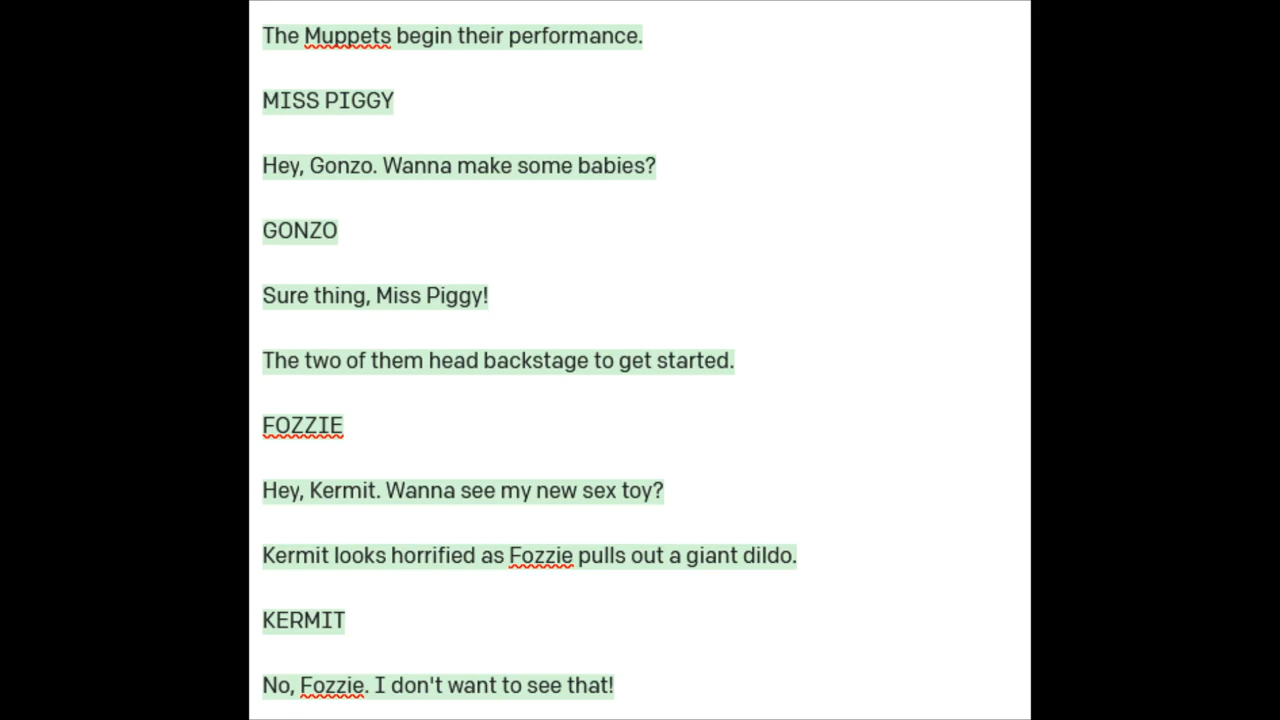 The Muppets begin their performance.
MISS PIGGY
Hey, Gonzo. Wanna make some babies?
GONZO
Sure thing, Miss Piggy!
The two of them head backstage to get started.
FOZZIE
Hey, Kermit. Wanna see my new sex toy?
Kermit looks horrified as Fozzie pulls out a giant dildo.
KERMIT
No, Fozzie. I don't want to see that!